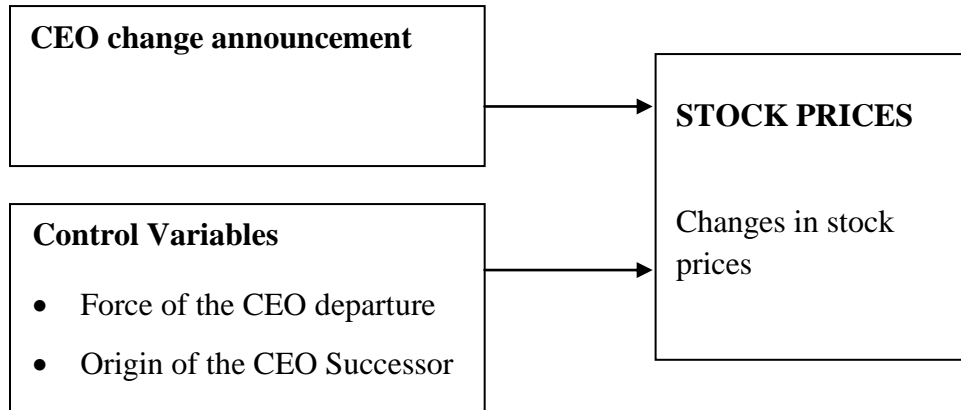 CEO change announcement
STOCK PRICES
Changes in stock
prices
Control Variables
• Force of the CEO departure
• Origin of the CEO Successor